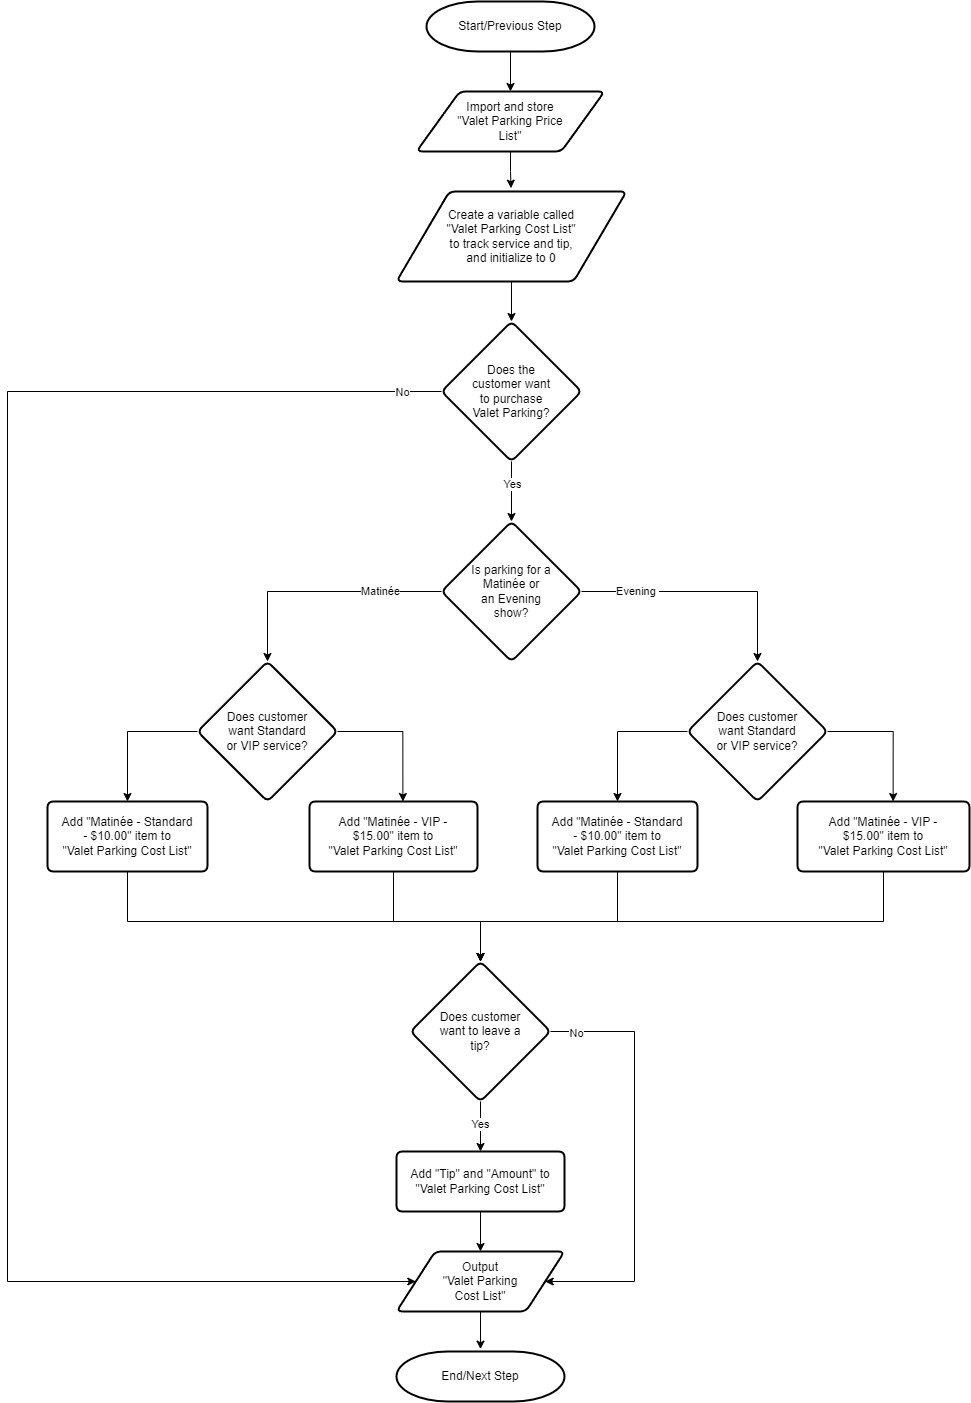 Start/Previous Step
Import and store
"Valet Parking Price
List"
Create a variable called
"Valet Parking Cost List"
to track service and tip,
and initialize to 0
Does the
customer want
to purchase
Valet Parking?
No
Yes
Is parking for a
Matinée or
an Evening
show?
Matinée
Evening
Does customer
want Standard
or VIP service?
Does customer
want Standard
or VIP service?
Add "Matinée - Standard
- $10.00" item to
"Valet Parking Cost List"
Add "Matinée - VIP -
$15.00" item to
"Valet Parking Cost List"
Add "Matinée - Standard
- $10.00" item to
"Valet Parking Cost List"
Add "Matinée - VIP -
$15.00" item to
"Valet Parking Cost List"
Does customer
want to leave a
tip?
No
Yes
Add "Tip" and "Amount" to
"Valet Parking Cost List"
Output
"Valet Parking
Cost List"
End/Next Step